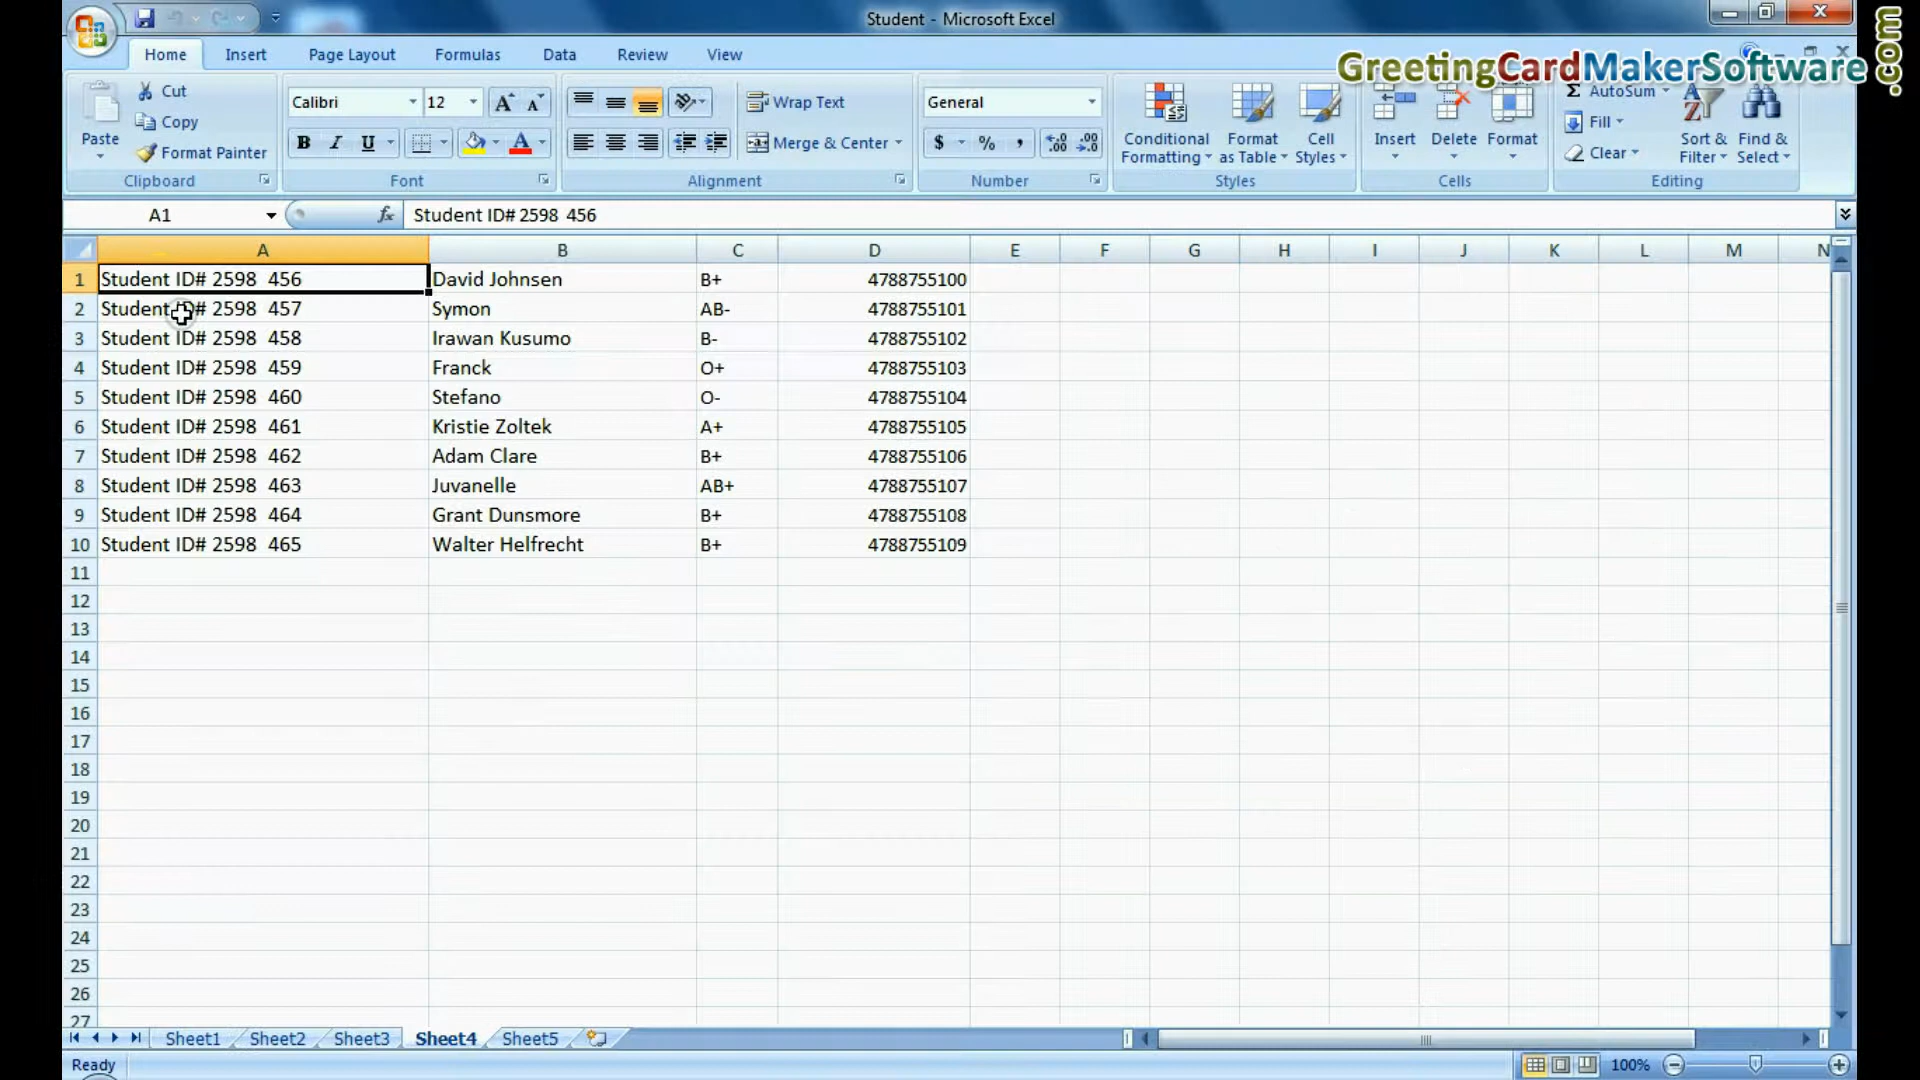 Student - Microsoft Excel
GreetingCardMakerSoftware.com
Home Insert Page Layout Formulas Data Review View
Paste
Cut
Copy
Format Painter
Clipboard
Calibri 12
B I U
Font
Wrap Text
Merge & Center
Alignment
General
$ % ,
Number
Conditional Formatting
Format as Table
Cell Styles
Styles
Insert Delete Format
Cells
Σ AutoSum
Fill
Clear
Sort & Filter
Find & Select
Editing
A1 fx Student ID# 2598 456
A B C D E F G H I J K L M N
1 Student ID# 2598 456 David Johnsen B+ 4788755100
2 Student ID# 2598 457 Symon AB- 4788755101
3 Student ID# 2598 458 Irawan Kusumo B- 4788755102
4 Student ID# 2598 459 Franck O+ 4788755103
5 Student ID# 2598 460 Stefano O- 4788755104
6 Student ID# 2598 461 Kristie Zoltek A+ 4788755105
7 Student ID# 2598 462 Adam Clare B+ 4788755106
8 Student ID# 2598 463 Juvanelle AB+ 4788755107
9 Student ID# 2598 464 Grant Dunsmore B+ 4788755108
10 Student ID# 2598 465 Walter Helfrecht B+ 4788755109
11
12
13
14
15
16
17
18
19
20
21
22
23
24
25
26
27
Sheet1 Sheet2 Sheet3 Sheet4 Sheet5
Ready 100%